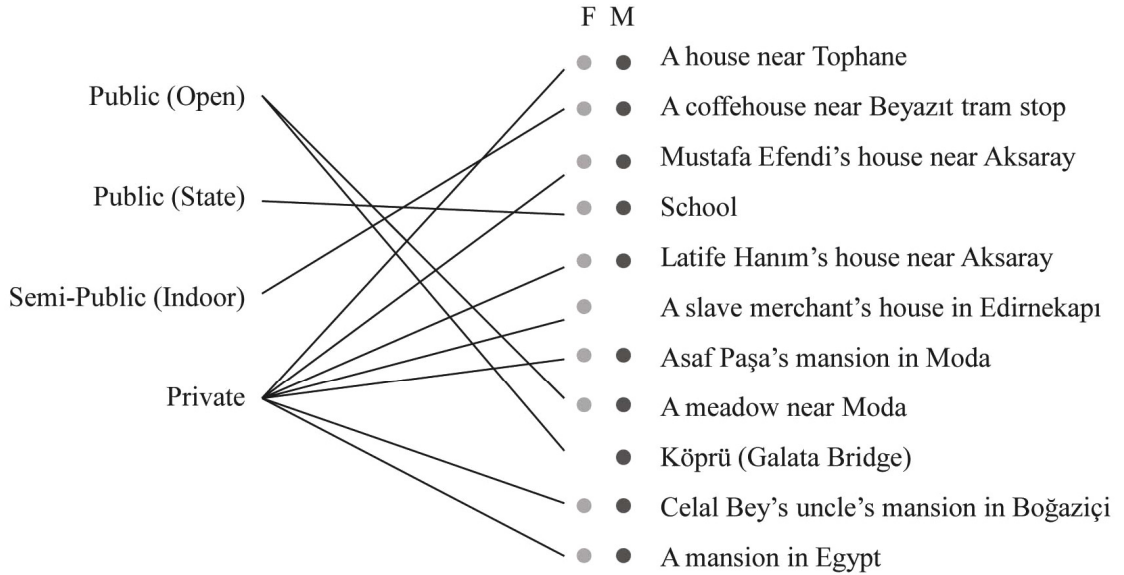 F M
Public (Open)
Public (State)
Semi-Public (Indoor)
Private
A house near Tophane
A coffehouse near Beyazıt tram stop
Mustafa Efendi’s house near Aksaray
School
Latife Hanım’s house near Aksaray
A slave merchant’s house in Edirnekapı
Asaf Paşa’s mansion in Moda
A meadow near Moda
Köprü (Galata Bridge)
Celal Bey’s uncle’s mansion in Boğaziçi
A mansion in Egypt